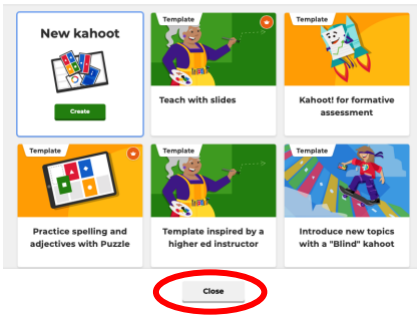 New kahoot
Create
Template
Teach with slides
Template
Kahoot! for formative
assessment
Template
Practice spelling and
adjectives with Puzzle
Template
Template inspired by a
higher ed instructor
Template
Introduce new topics
with a "Blind" kahoot
Close